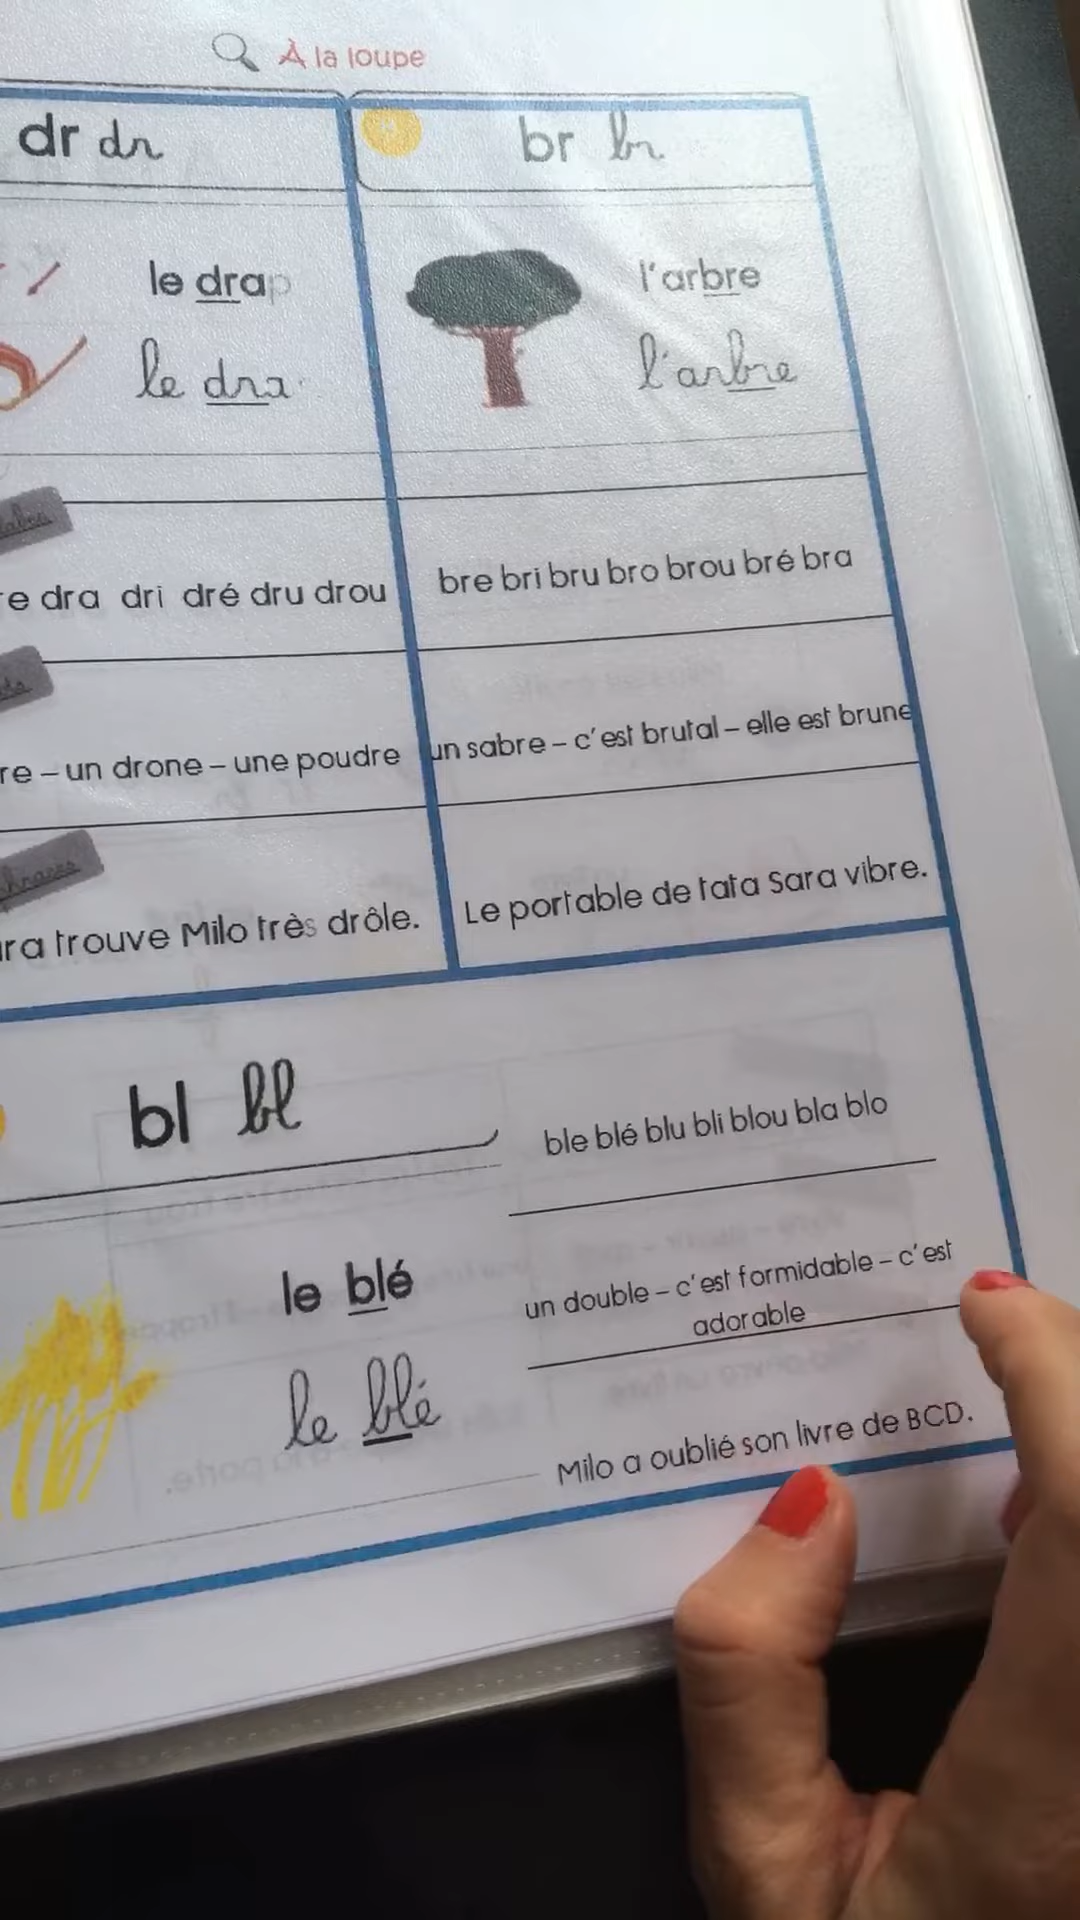 À la loupe
dr dr
le drap
le dra
dra dri dré dru drou
un drone – une poudre
trouve Milo très drôle.
br br
l'arbre
l'arbre
bre bri bru bro brou bré bra
un sabre – c'est brutal – elle est brune
Le portable de tata Sara vibre.
bl bl
le blé
le blé
ble blé blu bli blou bla blo
un double – c'est formidable – c'est
adorable
Milo a oublié son livre de BCD.